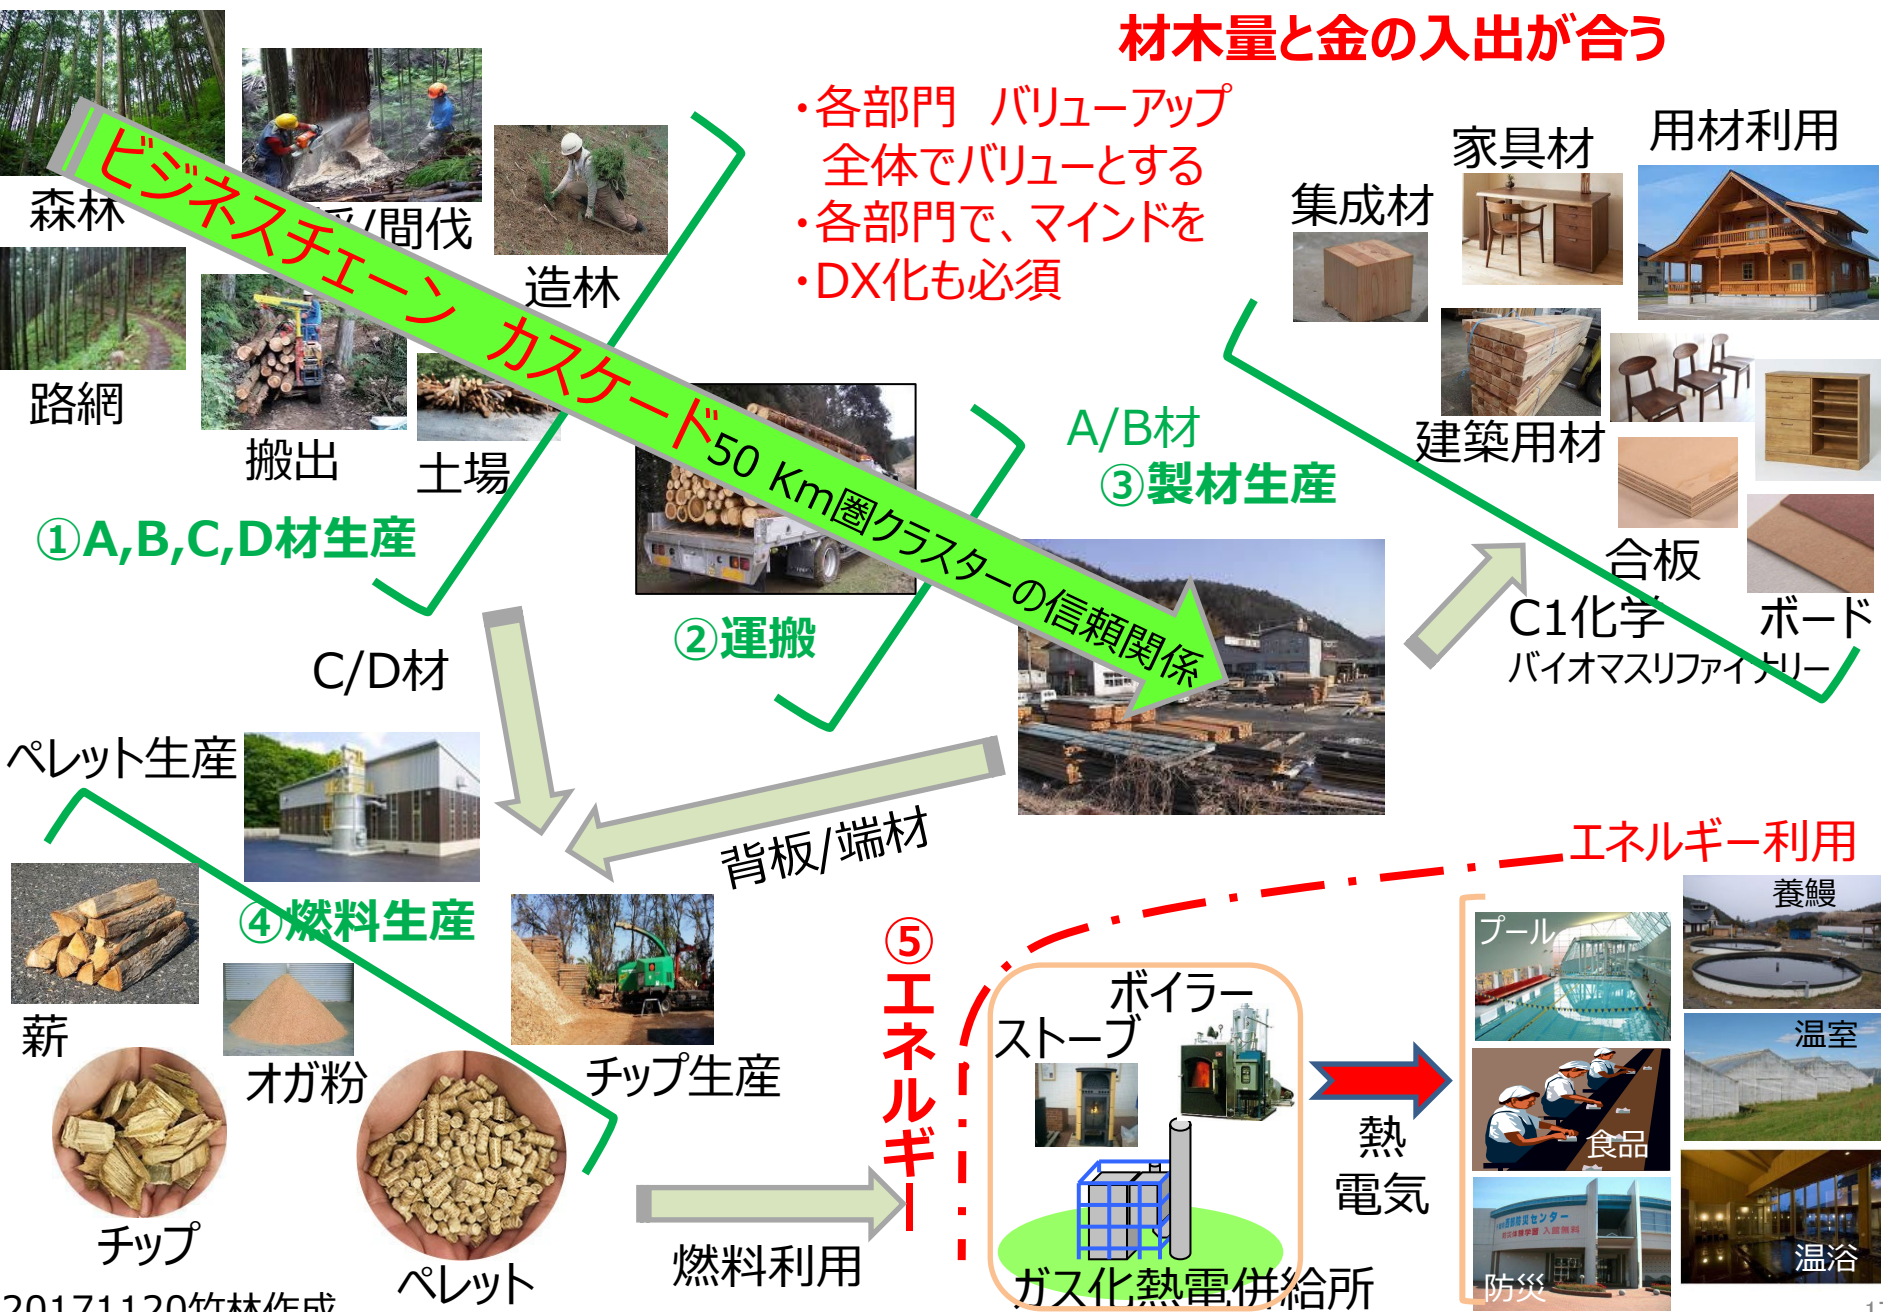 材木量と金の入出が合う
・各部門　バリューアップ
全体でバリューとする
・各部門で、マインドを
・DX化も必須
ビジネスチェーン　カスケード50 Km圏クラスターの信頼関係
森林
/間伐
造林
路網
搬出
土場
①A,B,C,D材生産
②運搬
A/B材
③製材生産
集成材
家具材
用材利用
建築用材
合板
ボード
C1化学
バイオマスリファイナリー
C/D材
背板/端材
ペレット生産
④燃料生産
薪
オガ粉
チップ生産
チップ
ペレット
燃料利用
⑤エネルギー
エネルギー利用
ストーブ
ボイラー
ガス化熱電併給所
熱
電気
プール
養鰻
温室
食品
防災センター
防災
温浴
20171120竹林作成